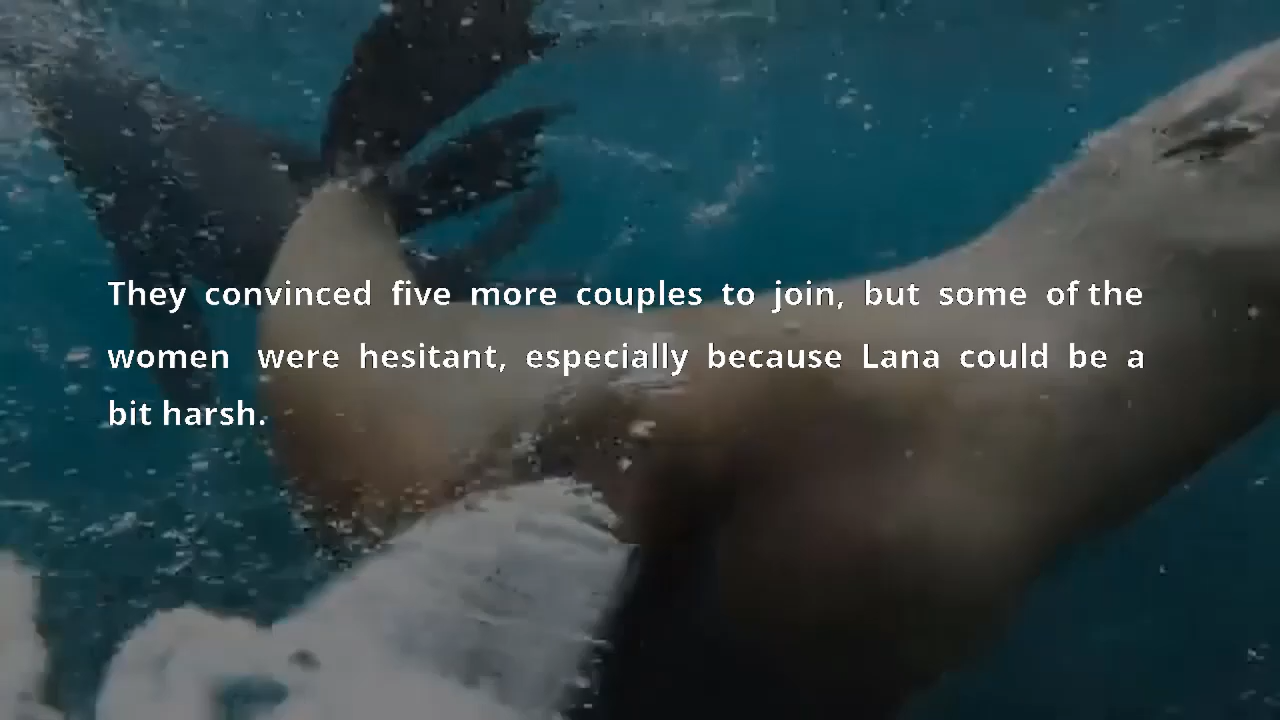 They convinced five more couples to join, but some of the
women were hesitant, especially because Lana could be a
bit harsh.